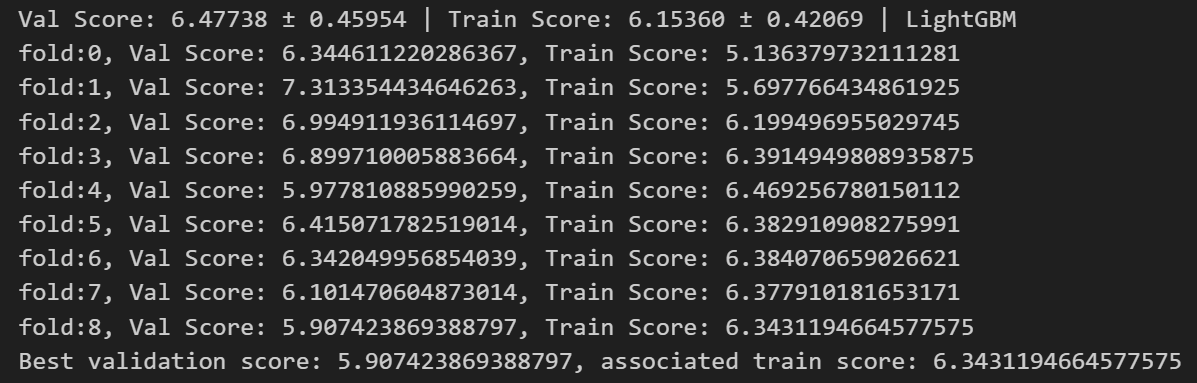 Val Score: 6.47738 ± 0.45954 | Train Score: 6.15360 ± 0.42069 | LightGBM
fold:0, Val Score: 6.344611220286367, Train Score: 5.136379732111281
fold:1, Val Score: 7.313354434646263, Train Score: 5.697766434861925
fold:2, Val Score: 6.994911936114697, Train Score: 6.199496955029745
fold:3, Val Score: 6.899710005883664, Train Score: 6.3914949808935875
fold:4, Val Score: 5.977810885990259, Train Score: 6.469256780150112
fold:5, Val Score: 6.415071782519014, Train Score: 6.382910908275991
fold:6, Val Score: 6.342049956854039, Train Score: 6.384070659026621
fold:7, Val Score: 6.101470604873014, Train Score: 6.377910181653171
fold:8, Val Score: 5.907423869388797, Train Score: 6.3431194664577575
Best validation score: 5.907423869388797, associated train score: 6.3431194664577575